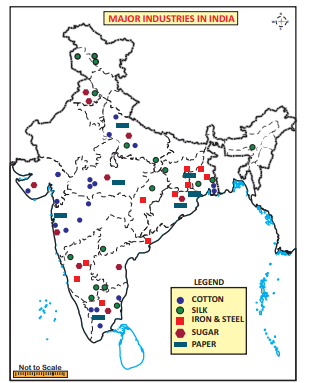 MAJOR INDUSTRIES IN INDIA
LEGEND
COTTON
SILK
IRON & STEEL
SUGAR
PAPER
Not to Scale